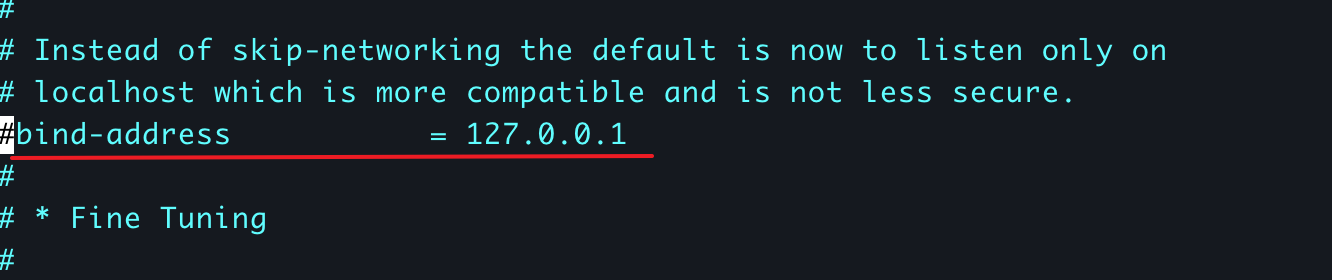 #
# Instead of skip-networking the default is now to listen only on
# localhost which is more compatible and is not less secure.
#bind-address           = 127.0.0.1
#
# * Fine Tuning
#